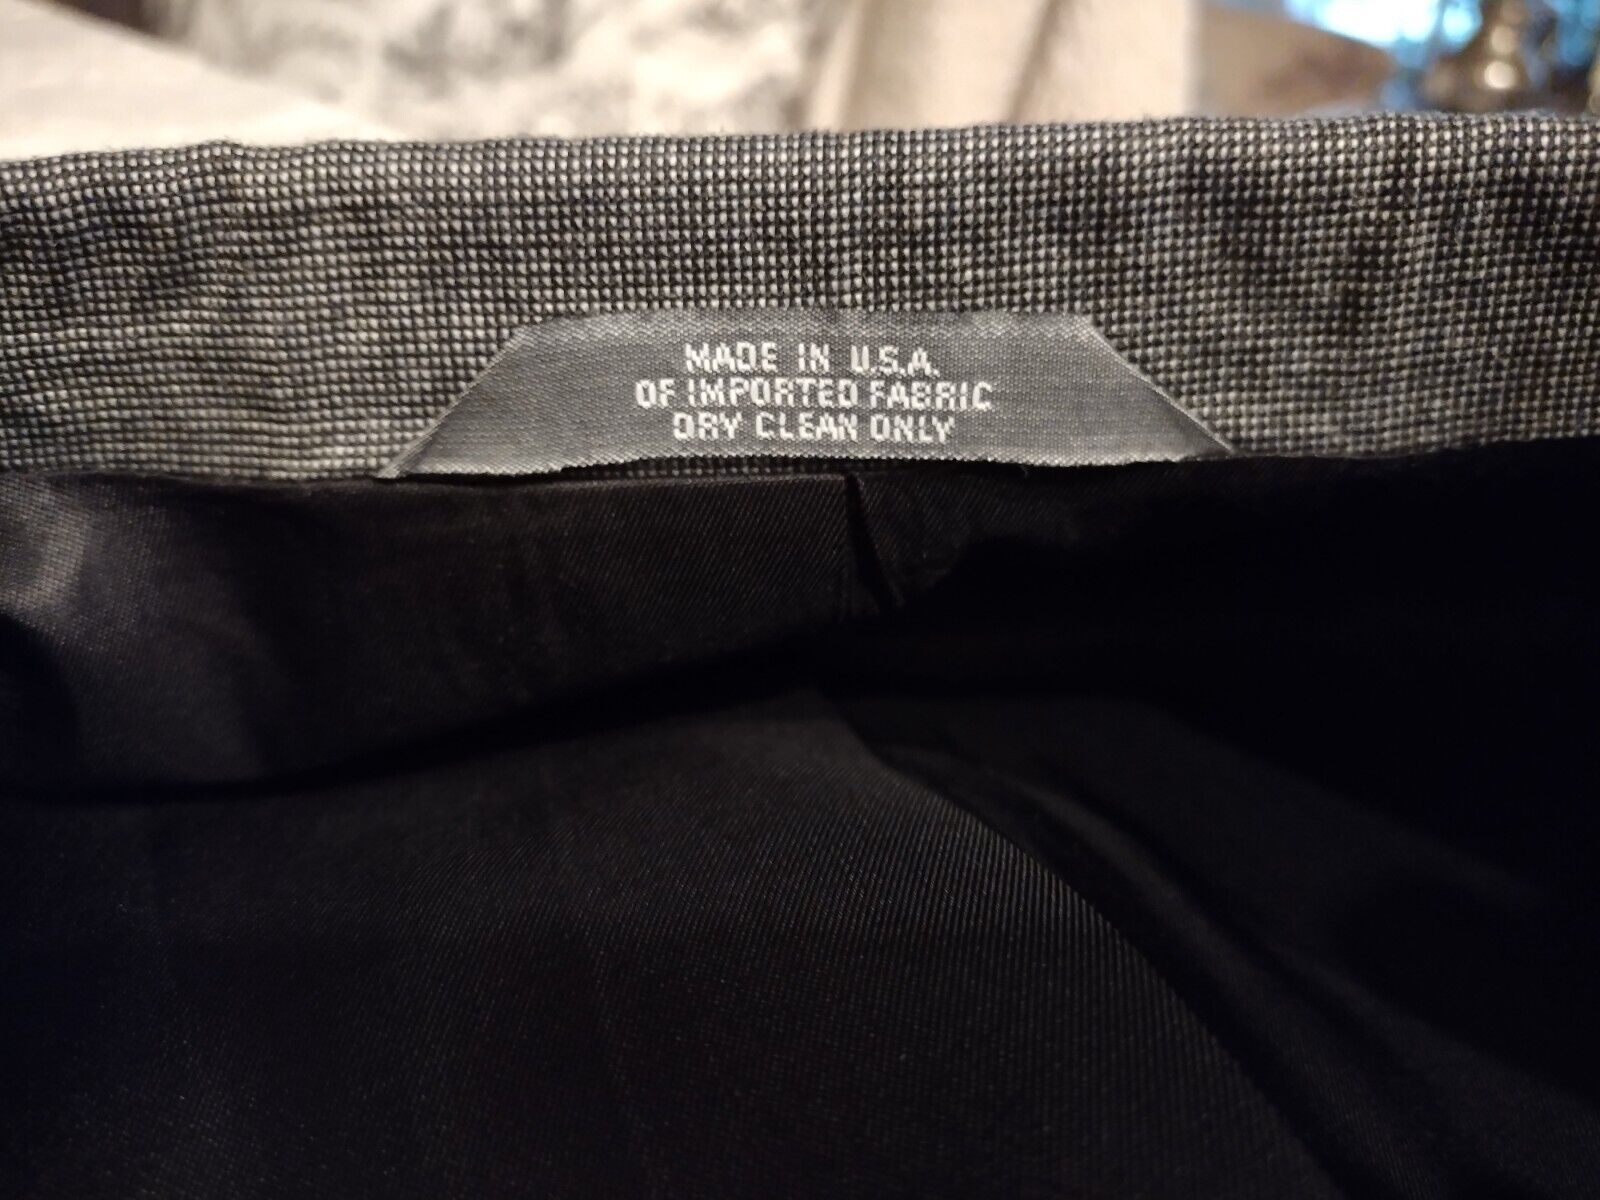 MADE IN U.S.A.
OF IMPORTED FABRIC
DRY CLEAN ONLY